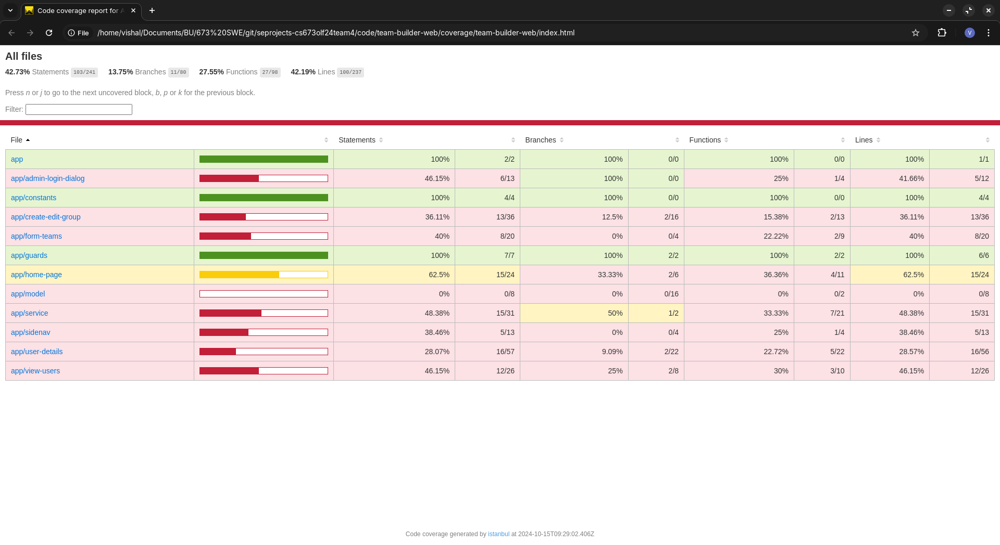 Code coverage report for A
File /home/vishal/Documents/BU/673%20SWE/git/seprojects-cs673olf24team4/code/team-builder-web/coverage/team-builder-web/index.html V
All files
42.73% Statements 103/241 13.75% Branches 11/80 27.55% Functions 27/98 42.19% Lines 100/237
Press n or j to go to the next uncovered block, b, p or k for the previous block.
Filter:
File Statements Branches Functions Lines
app 100% 2/2 100% 0/0 100% 0/0 100% 1/1
app/admin-login-dialog 46.15% 6/13 100% 0/0 25% 1/4 41.66% 5/12
app/constants 100% 4/4 100% 0/0 100% 0/0 100% 4/4
app/create-edit-group 36.11% 13/36 12.5% 2/16 15.38% 2/13 36.11% 13/36
app/form-teams 40% 8/20 0% 0/4 22.22% 2/9 40% 8/20
app/guards 100% 7/7 100% 2/2 100% 2/2 100% 6/6
app/home-page 62.5% 15/24 33.33% 2/6 36.36% 4/11 62.5% 15/24
app/model 0% 0/8 0% 0/16 0% 0/2 0% 0/8
app/service 48.38% 15/31 50% 1/2 33.33% 7/21 48.38% 15/31
app/sidenav 38.46% 5/13 0% 0/4 25% 1/4 38.46% 5/13
app/user-details 28.07% 16/57 9.09% 2/22 22.72% 5/22 28.57% 16/56
app/view-users 46.15% 12/26 25% 2/8 30% 3/10 46.15% 12/26
Code coverage generated by istanbul at 2024-10-15T09:29:02.406Z